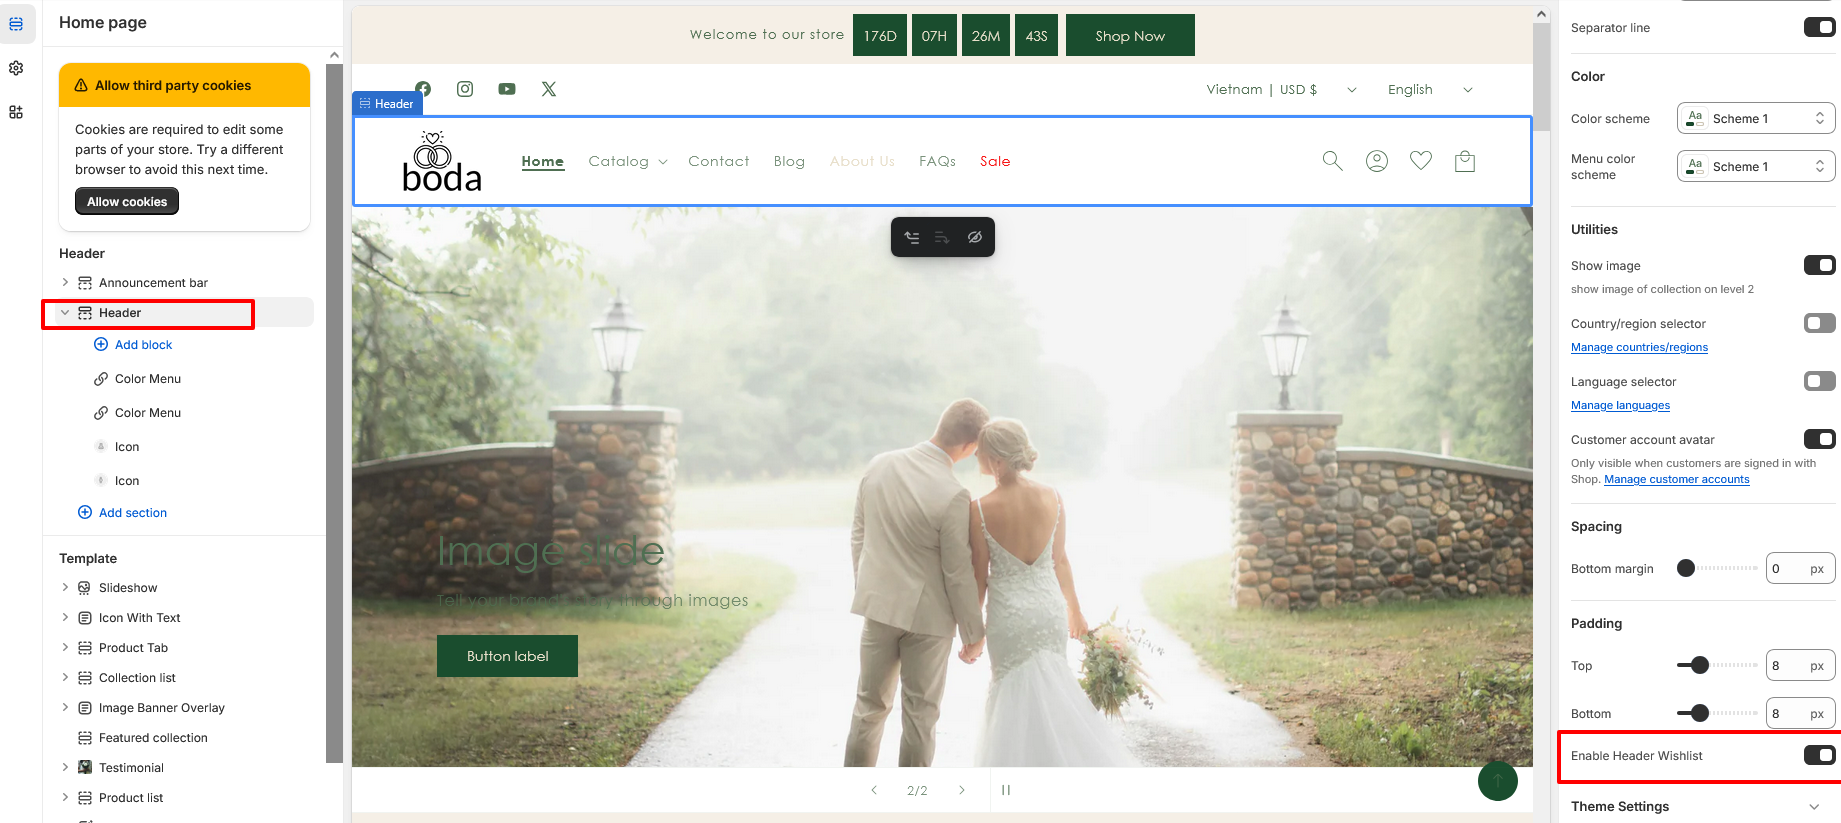 Home page
Allow third party cookies
Cookies are required to edit some
parts of your store. Try a different
browser to avoid this next time.
Allow cookies
Header
Announcement bar
Header
Add block
Color Menu
Color Menu
Icon
Icon
Add section
Template
Slideshow
Icon With Text
Product Tab
Collection list
Image Banner Overlay
Featured collection
Testimonial
Product list
Welcome to our store 176D 07H 26M 43S Shop Now
Vietnam | USD $ English
Header
boda
Home Catalog Contact Blog About Us FAQs Sale
Image slide
Tell your brand's story through images
Button label
2/2
Separator line
Color
Color scheme Aa Scheme 1
Menu color
scheme
Aa Scheme 1
Utilities
Show image
show image of collection on level 2
Country/region selector
Manage countries/regions
Language selector
Manage languages
Customer account avatar
Only visible when customers are signed in with
Shop. Manage customer accounts
Spacing
Bottom margin 0 px
Padding
Top 8 px
Bottom 8 px
Enable Header Wishlist
Theme Settings